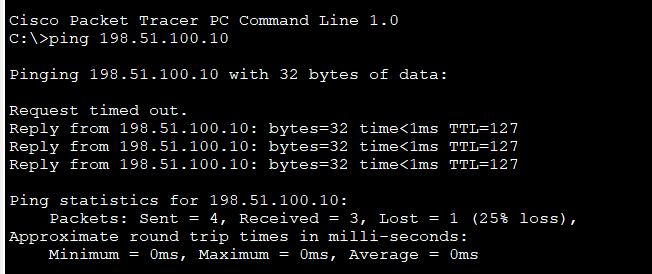 Cisco Packet Tracer PC Command Line 1.0
C:\>ping 198.51.100.10
Pinging 198.51.100.10 with 32 bytes of data:
Request timed out.
Reply from 198.51.100.10: bytes=32 time<1ms TTL=127
Reply from 198.51.100.10: bytes=32 time<1ms TTL=127
Reply from 198.51.100.10: bytes=32 time<1ms TTL=127
Ping statistics for 198.51.100.10:
    Packets: Sent = 4, Received = 3, Lost = 1 (25% loss),
Approximate round trip times in milli-seconds:
    Minimum = 0ms, Maximum = 0ms, Average = 0ms